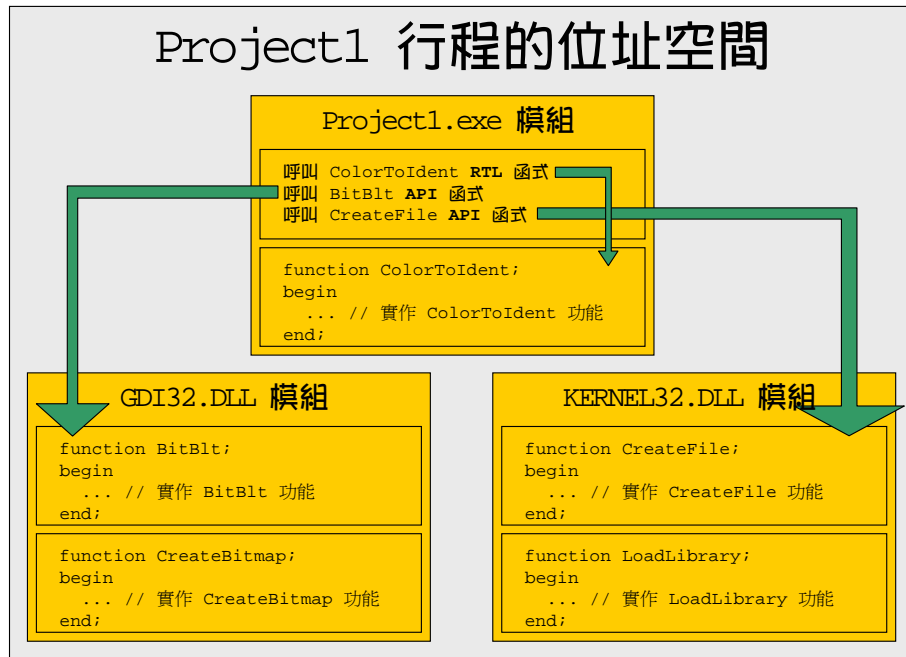 Project1 行程的位址空間
Project1.exe 模組
呼叫 ColorToIdent RTL 函式
呼叫 BitBlt API 函式
呼叫 CreateFile API 函式
function ColorToIdent;
begin
... // 實作 ColorToIdent 功能
end;
GDI32.DLL 模組
function BitBlt;
begin
... // 實作 BitBlt 功能
end;
function CreateBitmap;
begin
... // 實作 CreateBitmap 功能
end;
KERNEL32.DLL 模組
function CreateFile;
begin
... // 實作 CreateFile 功能
end;
function LoadLibrary;
begin
... // 實作 LoadLibrary 功能
end;